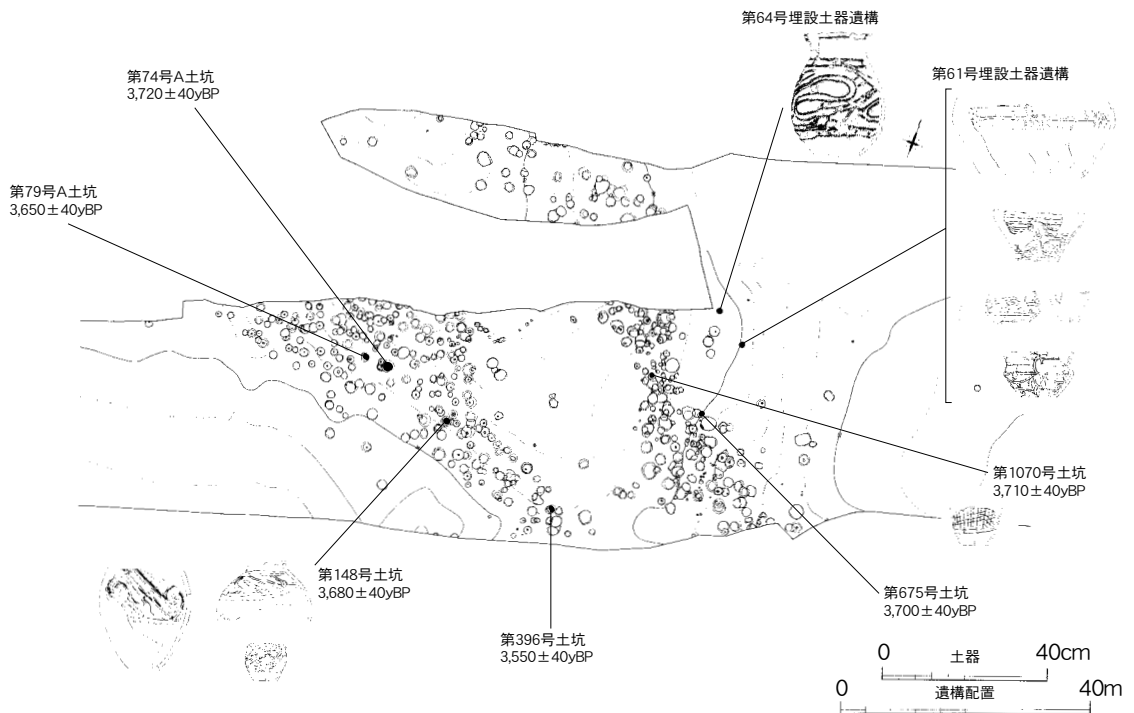 第64号埋設土器遺構
第61号埋設土器遺構
第74号A土坑
3,720±40yBP
第79号A土坑
3,650±40yBP
第1070号土坑
3,710±40yBP
第148号土坑
3,680±40yBP
第675号土坑
3,700±40yBP
第396号土坑
3,550±40yBP
0 土器 40cm
0 遺構配置 40m